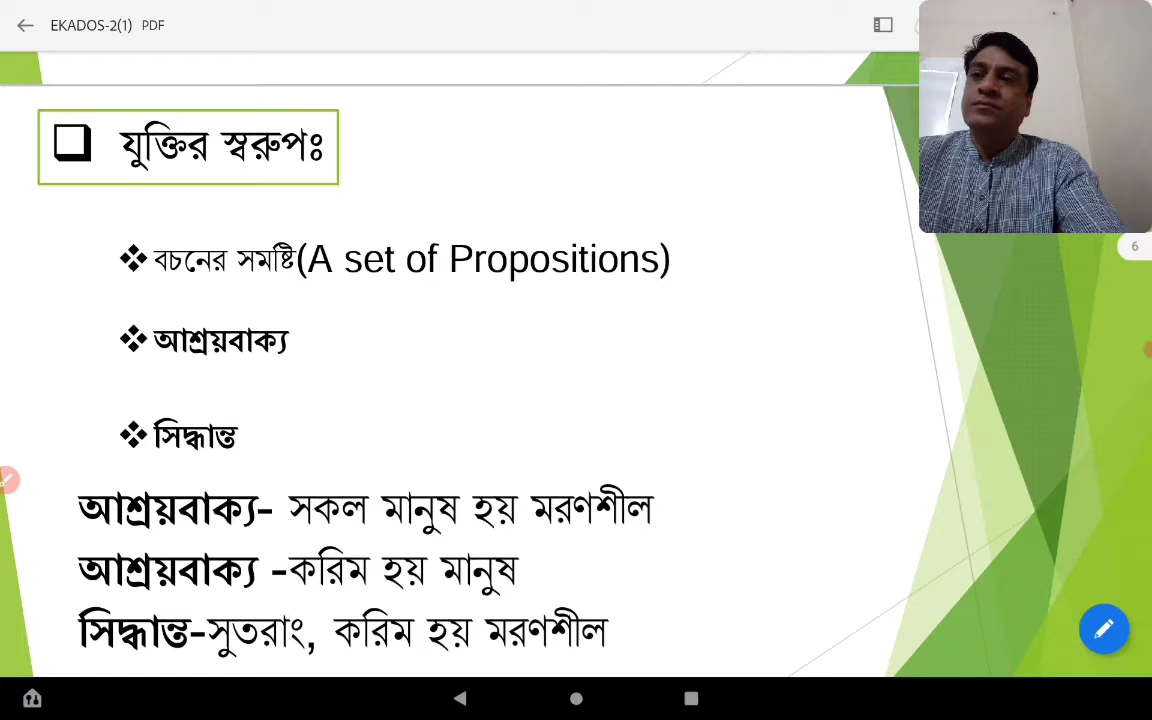 EKADOS-2(1) PDF
যুক্তির স্বরুপঃ
6
বচনের সমষ্টি(A set of Propositions)
আশ্রয়বাক্য
সিদ্ধান্ত
আশ্রয়বাক্য- সকল মানুষ হয় মরণশীল
আশ্রয়বাক্য -করিম হয় মানুষ
সিদ্ধান্ত-সুতরাং, করিম হয় মরণশীল